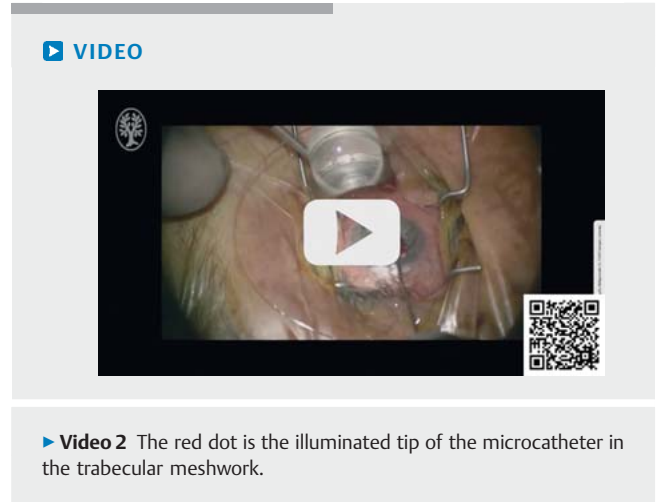 VIDEO
▶ Video 2 The red dot is the illuminated tip of the microcatheter in
the trabecular meshwork.